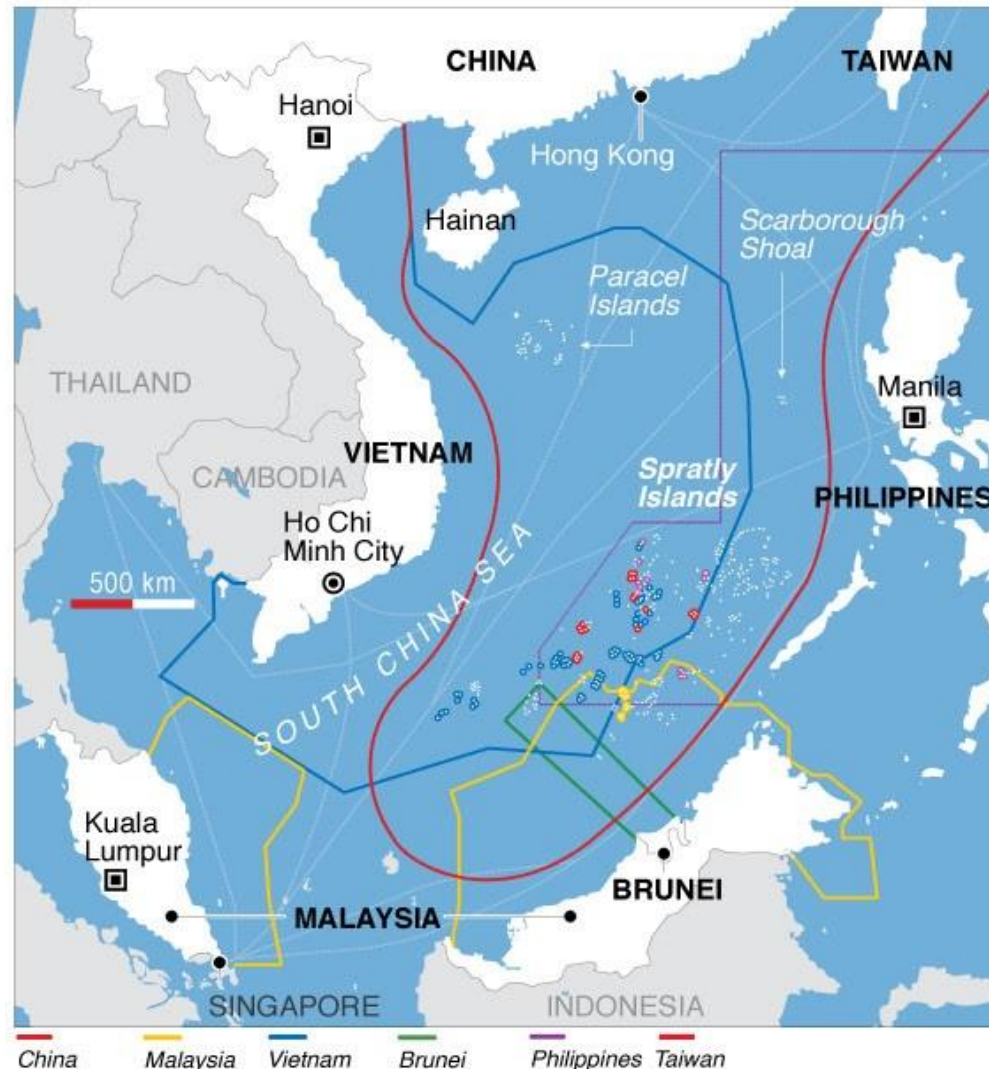 CHINA
TAIWAN
Hanoi
Hong Kong
Hainan
Scarborough
Shoal
Paracel
Islands
THAILAND
Manila
VIETNAM
CAMBODIA
Spratly
Islands
PHILIPPINES
Ho Chi
Minh City
500 km
SOUTH CHINA SEA
Kuala
Lumpur
BRUNEI
MALAYSIA
SINGAPORE
INDONESIA
China
Malaysia
Vietnam
Brunei
Philippines
Taiwan